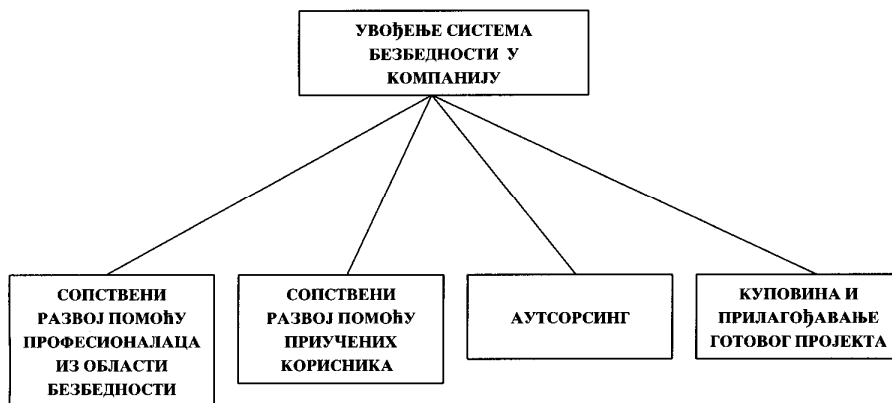 УВОЂЕЊЕ СИСТЕМА
БЕЗБЕДНОСТИ У
КОМПАНИЈУ
СОПСТВЕНИ
РАЗВОЈ ПОМОЋУ
ПРОФЕСИОНАЛАЦА
ИЗ ОБЛАСТИ
БЕЗБЕДНОСТИ
СОПСТВЕНИ
РАЗВОЈ ПОМОЋУ
ПРИУЧЕНИХ
КОРИСНИКА
АУТСОРСИНГ
КУПОВИНА И
ПРИЛАГОЂАВАЊЕ
ГОТОВОГ ПРОЈЕКТА